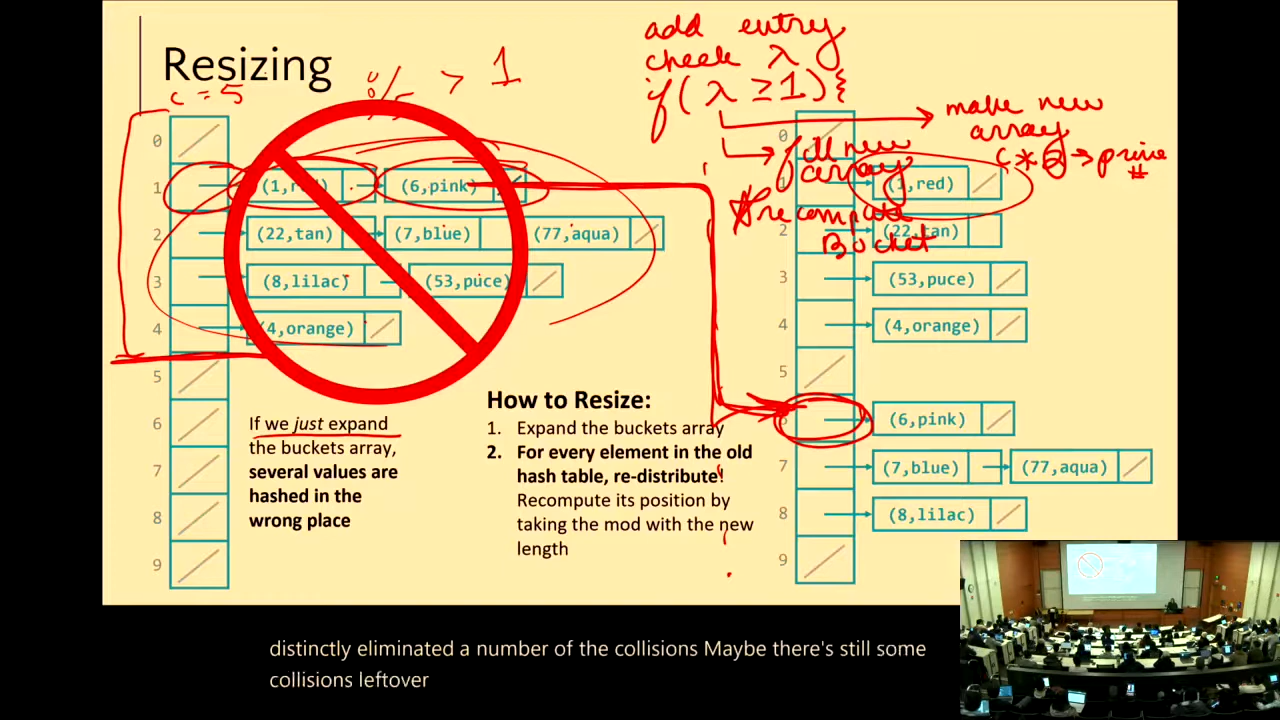 Resizing
c = 5
8/5 > 1
add entry
check λ
if( λ ≥ 1) {
make new
array
fill new
array
recompute
Bucket
0
1 (1,red) (6,pink)
2 (22,tan) (7,blue) (77,aqua)
3 (8,lilac) (53,puce)
4 (4,orange)
5
6
7
8
9
If we just expand
the buckets array,
several values are
hashed in the
wrong place
How to Resize:
1. Expand the buckets array
2. For every element in the old
hash table, re-distribute!
Recompute its position by
taking the mod with the new
length
0
1 (1,red)
2 (22,tan)
3 (53,puce)
4 (4,orange)
5
(6,pink)
7 (7,blue) (77,aqua)
8 (8,lilac)
9
distinctly eliminated a number of the collisions Maybe there's still some
collisions leftover